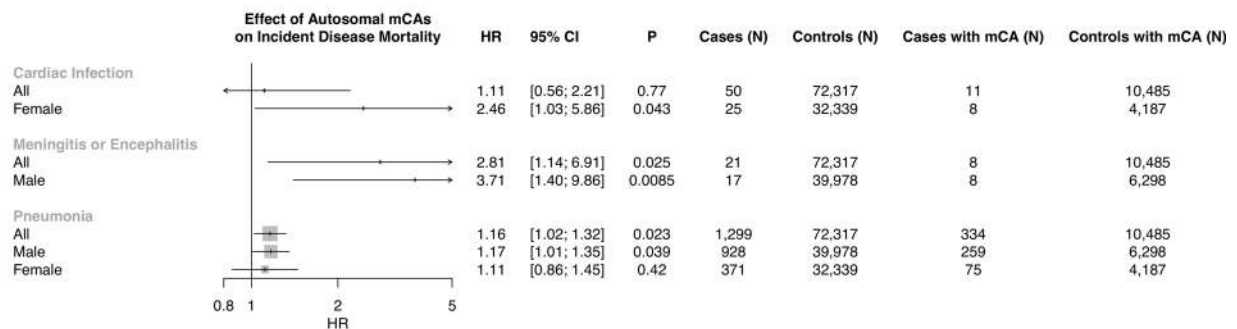 Effect of Autosomal mCAs
on Incident Disease Mortality HR 95% CI P Cases (N) Controls (N) Cases with mCA (N) Controls with mCA (N)
Cardiac Infection
All 1.11 [0.56; 2.21] 0.77 50 72,317 11 10,485
Female 2.46 [1.03; 5.86] 0.043 25 32,339 8 4,187
Meningitis or Encephalitis
All 2.81 [1.14; 6.91] 0.025 21 72,317 8 10,485
Male 3.71 [1.40; 9.86] 0.0085 17 39,978 8 6,298
Pneumonia
All 1.16 [1.02; 1.32] 0.023 1,299 72,317 334 10,485
Male 1.17 [1.01; 1.35] 0.039 928 39,978 259 6,298
Female 1.11 [0.86; 1.45] 0.42 371 32,339 75 4,187
0.8 1 2 5
HR